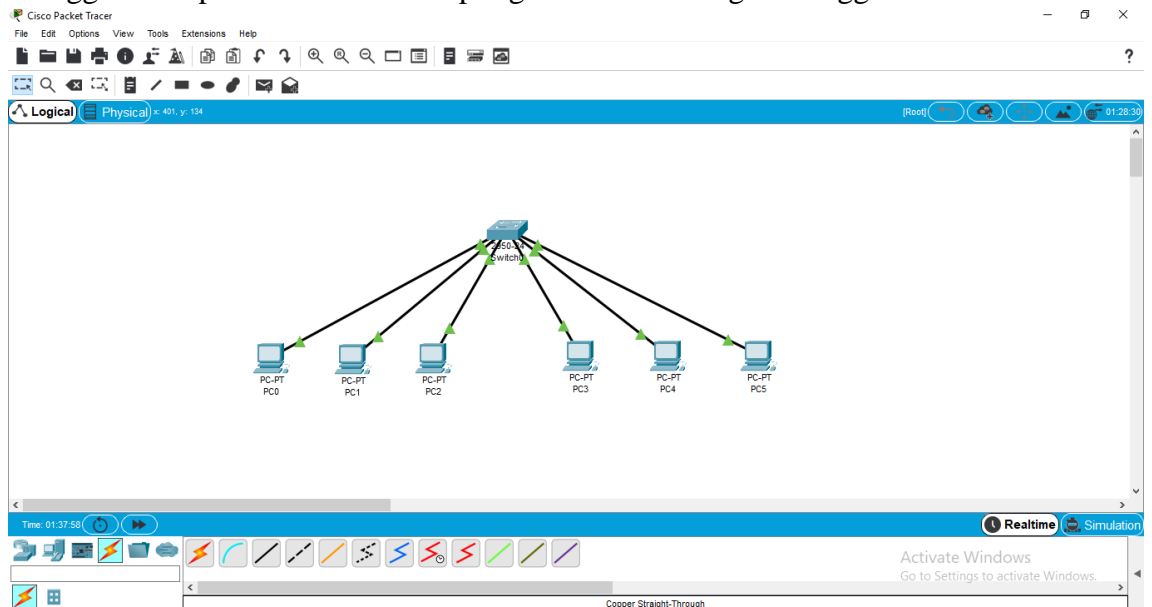 Cisco Packet Tracer
File Edit Options View Tools Extensions Help
?
Logical Physical x: 401, y: 134 [Root] 01:28:30
2950-24
Switch0
PC-PT
PC0
PC-PT
PC1
PC-PT
PC2
PC-PT
PC3
PC-PT
PC4
PC-PT
PC5
Time: 01:37:58 Realtime Simulation
Activate Windows
Go to Settings to activate Windows.
Copper Straight-Through